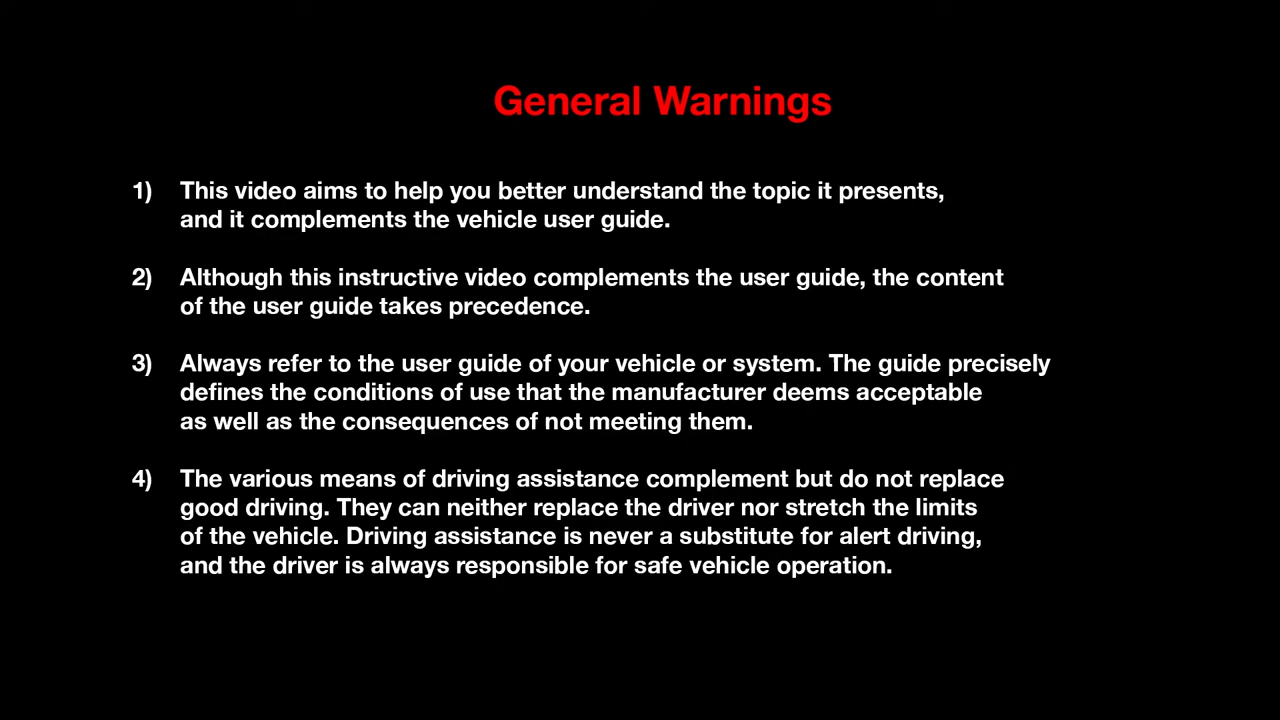 General Warnings
1) This video aims to help you better understand the topic it presents,
and it complements the vehicle user guide.
2) Although this instructive video complements the user guide, the content
of the user guide takes precedence.
3) Always refer to the user guide of your vehicle or system. The guide precisely
defines the conditions of use that the manufacturer deems acceptable
as well as the consequences of not meeting them.
4) The various means of driving assistance complement but do not replace
good driving. They can neither replace the driver nor stretch the limits
of the vehicle. Driving assistance is never a substitute for alert driving,
and the driver is always responsible for safe vehicle operation.